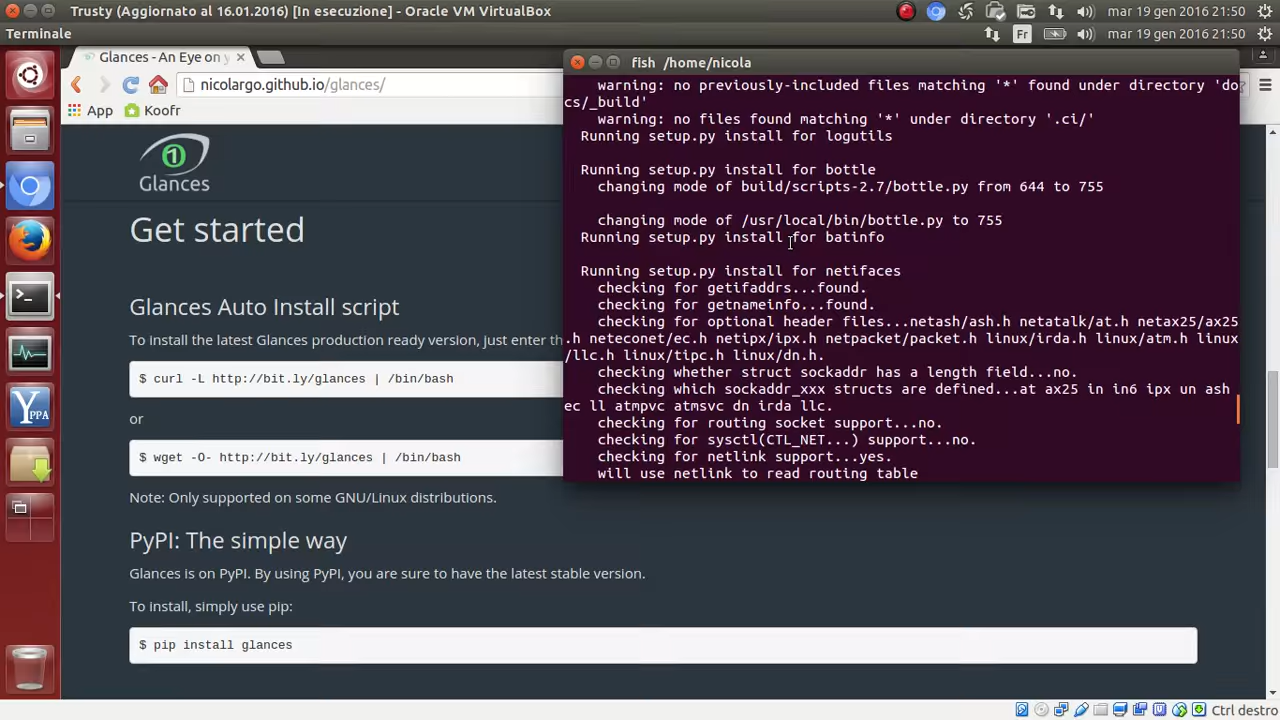 Trusty (Aggiornato al 16.01.2016) [In esecuzione] - Oracle VM VirtualBox
mar 19 gen 2016 21:50
Terminale
Fr
mar 19 gen 2016 21:50
Glances - An Eye on y
nicolargo.github.io/glances/
App
Koofr
Glances
Get started
Glances Auto Install script
To install the latest Glances production ready version, just enter th
$ curl -L http://bit.ly/glances | /bin/bash
or
$ wget -O- http://bit.ly/glances | /bin/bash
Note: Only supported on some GNU/Linux distributions.
PyPI: The simple way
Glances is on PyPI. By using PyPI, you are sure to have the latest stable version.
To install, simply use pip:
$ pip install glances
fish /home/nicola
warning: no previously-included files matching '*' found under directory 'do
cs/_build'
warning: no files found matching '*' under directory '.ci/'
Running setup.py install for logutils
Running setup.py install for bottle
changing mode of build/scripts-2.7/bottle.py from 644 to 755
changing mode of /usr/local/bin/bottle.py to 755
Running setup.py install for batinfo
Running setup.py install for netifaces
checking for getifaddrs...found.
checking for getnameinfo...found.
checking for optional header files...netash/ash.h netatalk/at.h netax25/ax25
.h neteconet/ec.h netipx/ipx.h netpacket/packet.h linux/irda.h linux/atm.h linux
/llc.h linux/tipc.h linux/dn.h.
checking whether struct sockaddr has a length field...no.
checking which sockaddr_xxx structs are defined...at ax25 in in6 ipx un ash
ec ll atmpvc atmsvc dn irda llc.
checking for routing socket support...no.
checking for sysctl(CTL_NET...) support...no.
checking for netlink support...yes.
will use netlink to read routing table
Ctrl destro